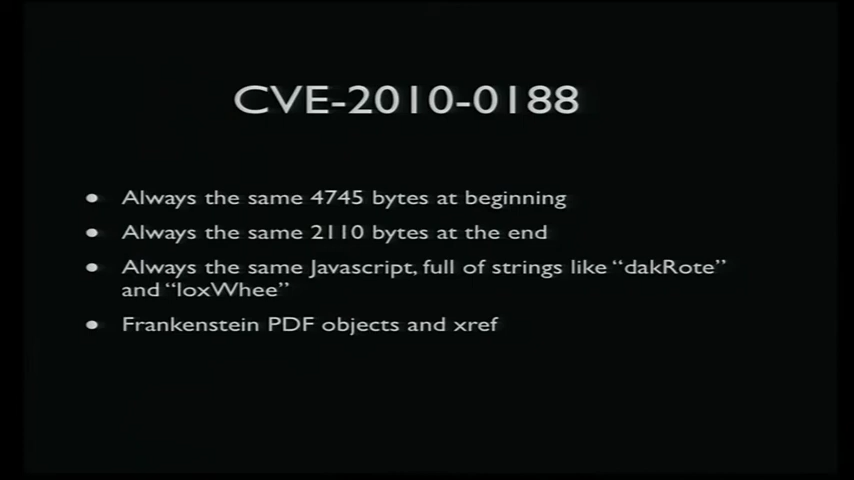 CVE-2010-0188
• Always the same 4745 bytes at beginning
• Always the same 2110 bytes at the end
• Always the same Javascript, full of strings like “dakRote”
and “loxWhee”
• Frankenstein PDF objects and xref